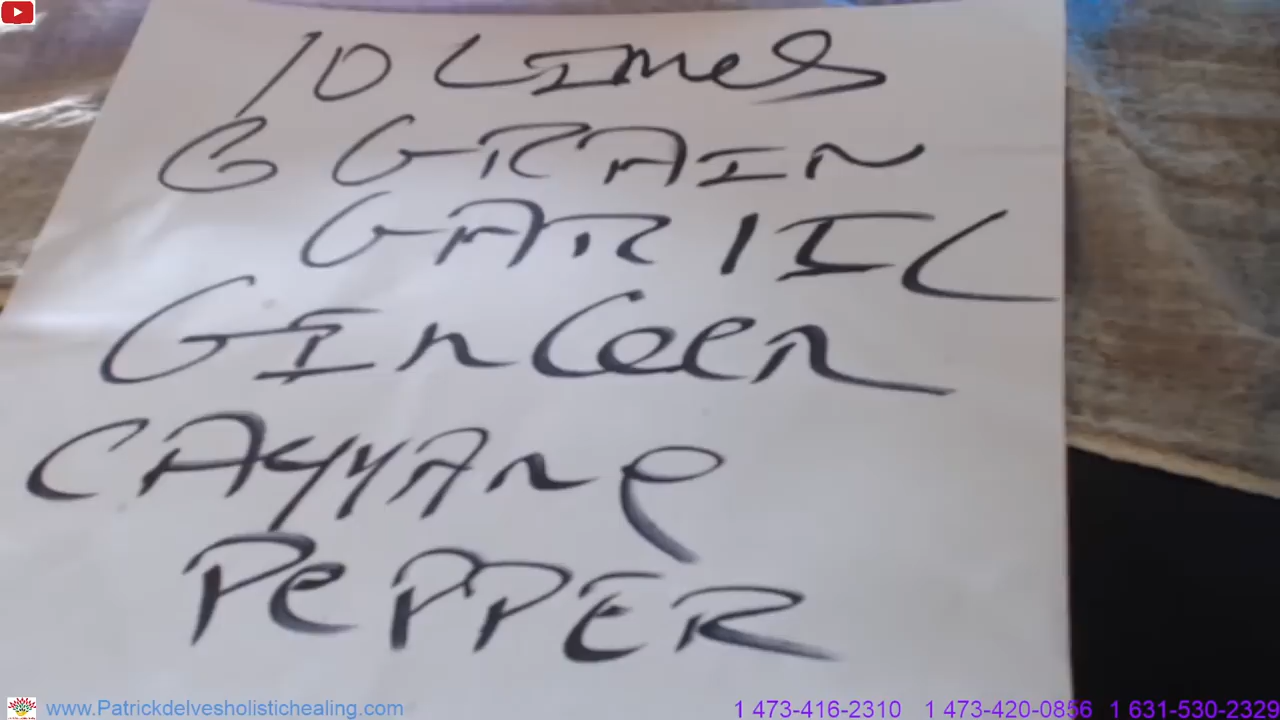 10 LIMES
6 GRAIN
GARLIC
GINGER
CAYYANE
PEPPER
www.Patrickdelvesholistichealing.com
1 473-416-2310 1 473-420-0856 1 631-530-2329